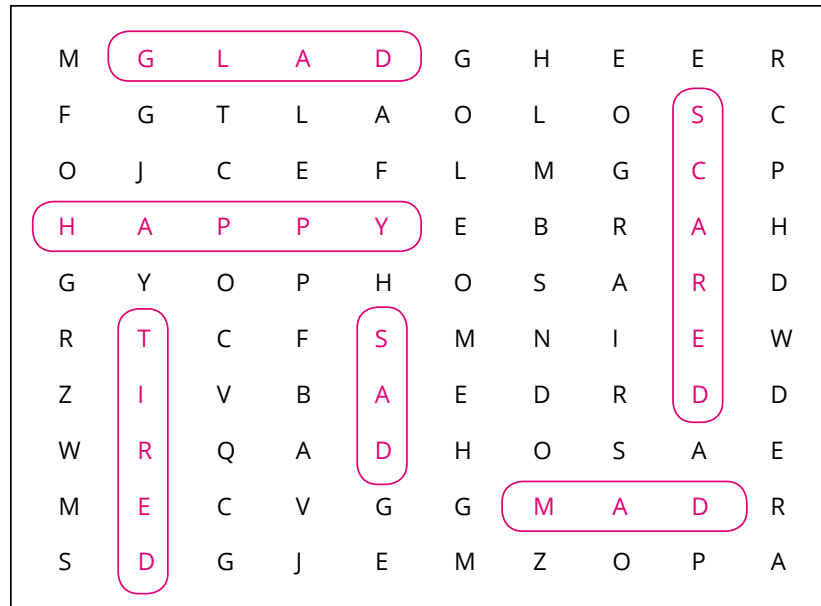 M G L A D G H E E R
F G T L A O L O S C
O J C E F L M G C P
H A P P Y E B R A H
G Y O P H O S A R D
R T C F S M N I E W
Z I V B A E D R D D
W R Q A D H O S A E
M E C V G G M A D R
S D G J E M Z O P A